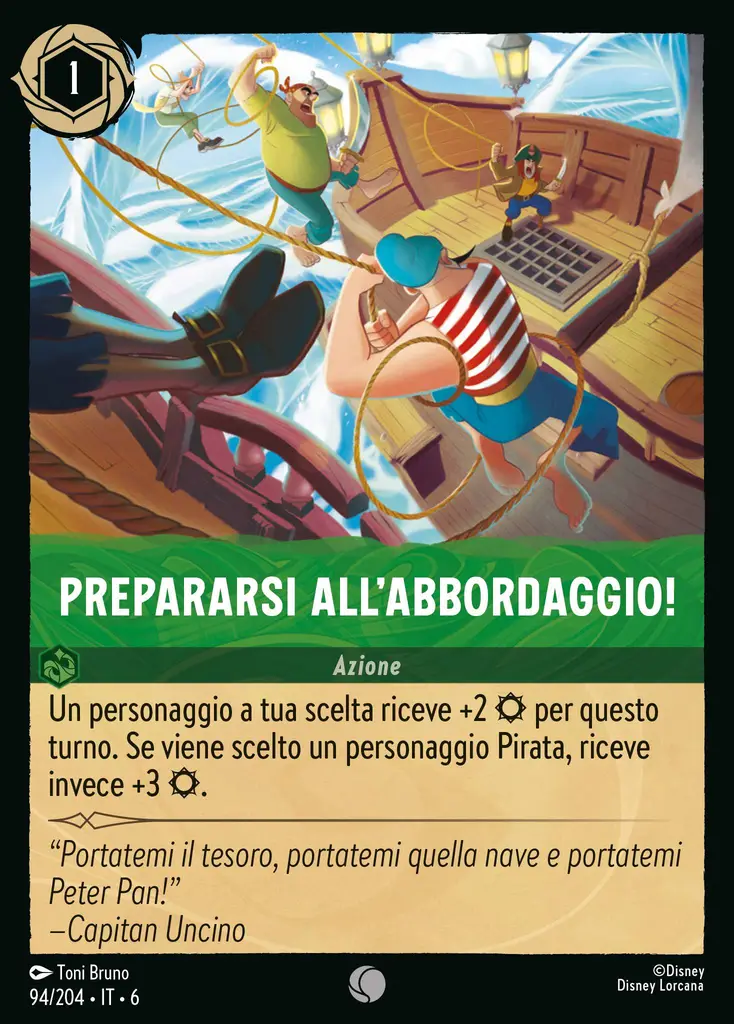 1
PREPARARSI ALL'ABBORDAGGIO!
Azione
Un personaggio a tua scelta riceve +2 per questo
turno. Se viene scelto un personaggio Pirata, riceve
invece +3.
“Portatemi il tesoro, portatemi quella nave e portatemi
Peter Pan!”
–Capitan Uncino
Toni Bruno
©Disney
94/204 • IT • 6
Disney Lorcana